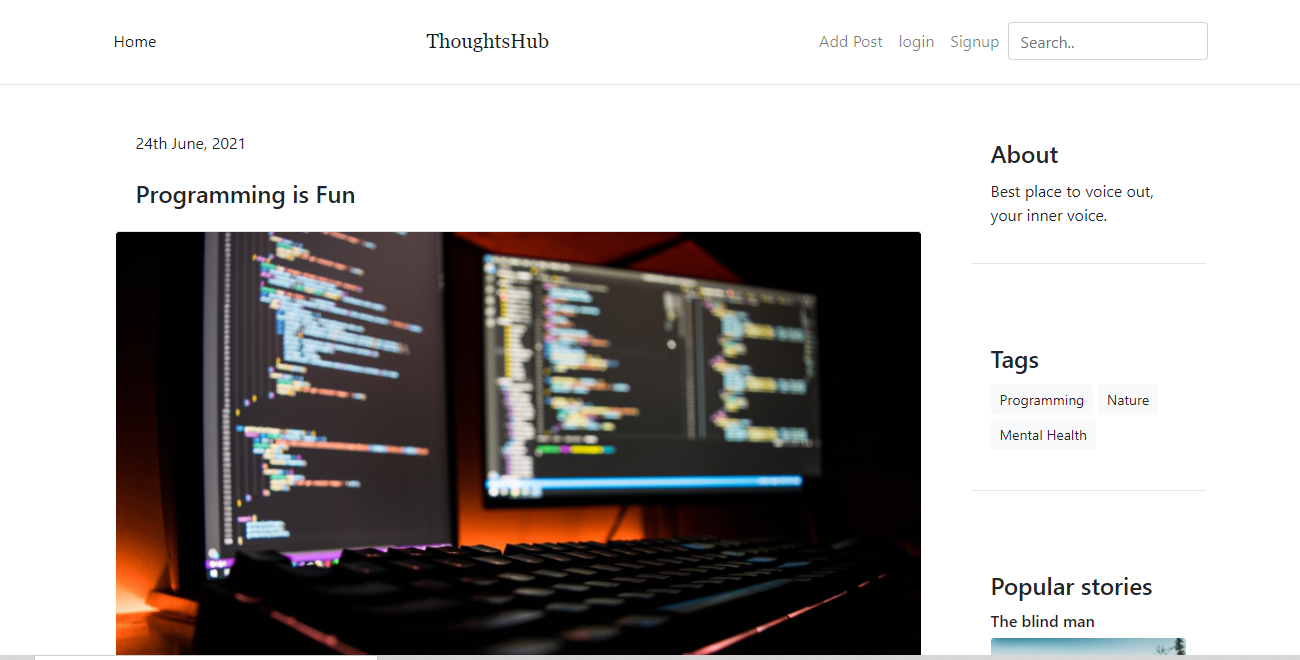 Home
ThoughtsHub
Add Post
login
Signup
Search..
24th June, 2021
Programming is Fun
About
Best place to voice out,
your inner voice.
Tags
Programming
Nature
Mental Health
Popular stories
The blind man